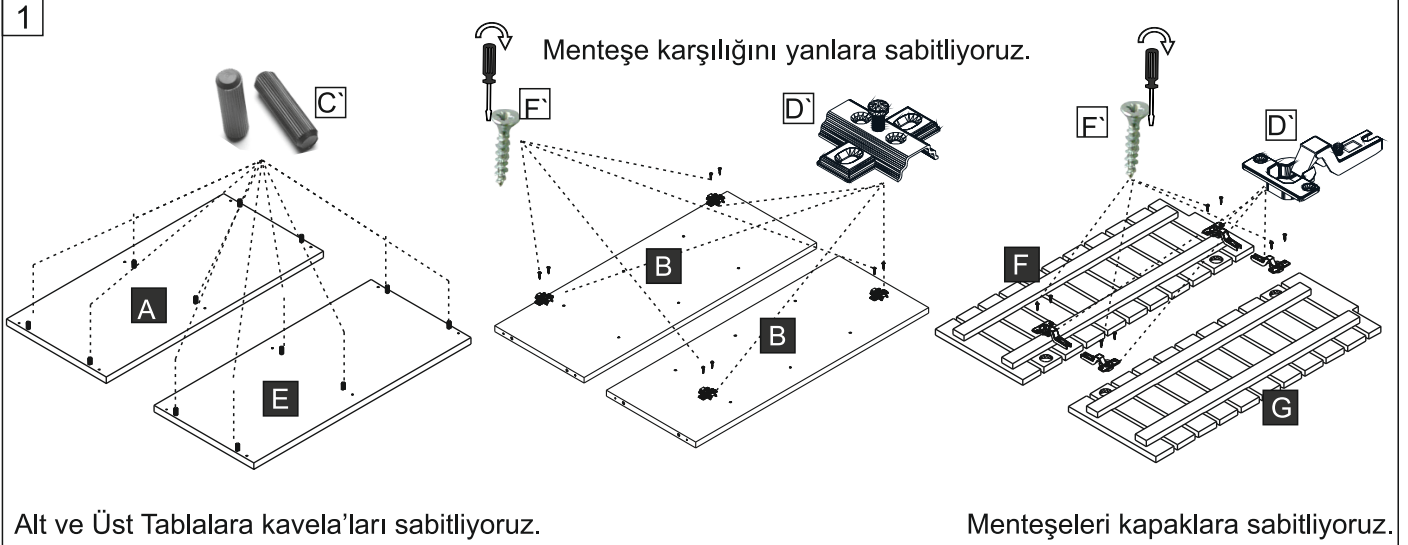 1
Menteşe karşılığını yanlara sabitliyoruz.
C`
F`
D`
F`
D`
A
E
B
B
F
G
Alt ve Üst Tablalara kavela’ları sabitliyoruz.
Menteşeleri kapaklara sabitliyoruz.